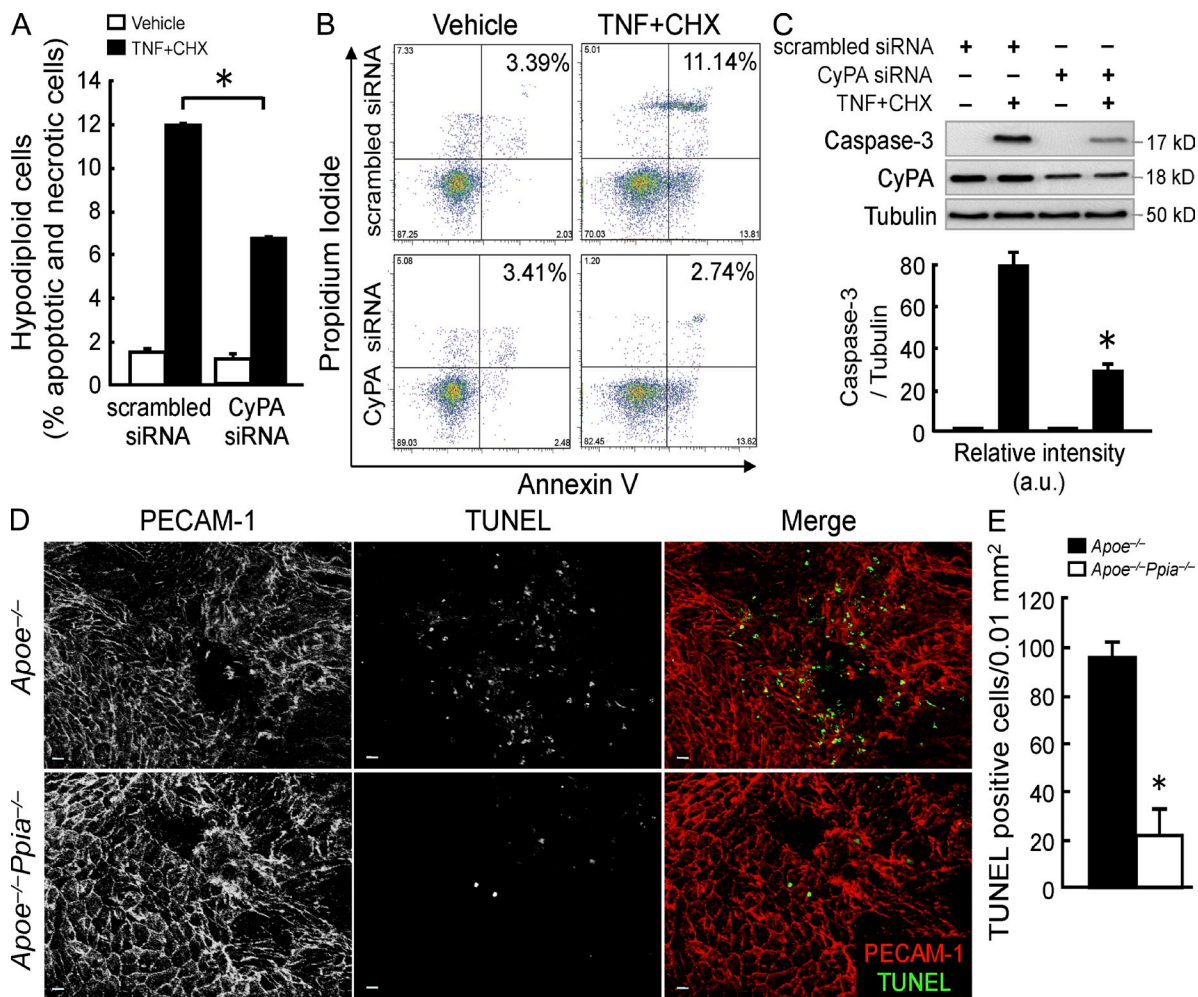 A
Vehicle
TNF+CHX
Hypodiploid cells
(% apoptotic and necrotic cells)
14
12
10
8
6
4
2
0
*
scrambled
siRNA
CyPA
siRNA
B
Vehicle
TNF+CHX
Propidium Iodide
scrambled siRNA
CyPA siRNA
7.33
3.39%
87.25
2.03
5.01
11.14%
70.03
13.81
5.08
3.41%
89.03
2.48
1.20
2.74%
82.45
13.62
Annexin V
C
scrambled siRNA + + – –
CyPA siRNA – – + +
TNF+CHX – + – +
Caspase-3
17 kD
CyPA
18 kD
Tubulin
50 kD
Caspase-3
/ Tubulin
80
60
30
20
0
*
Relative intensity
(a.u.)
D
PECAM-1
TUNEL
Merge
Apoe–/–
Apoe–/–Ppia–/–
PECAM-1
TUNEL
E
Apoe–/–
Apoe–/–Ppia–/–
TUNEL positive cells/0.01 mm²
120
100
80
60
40
20
0
*